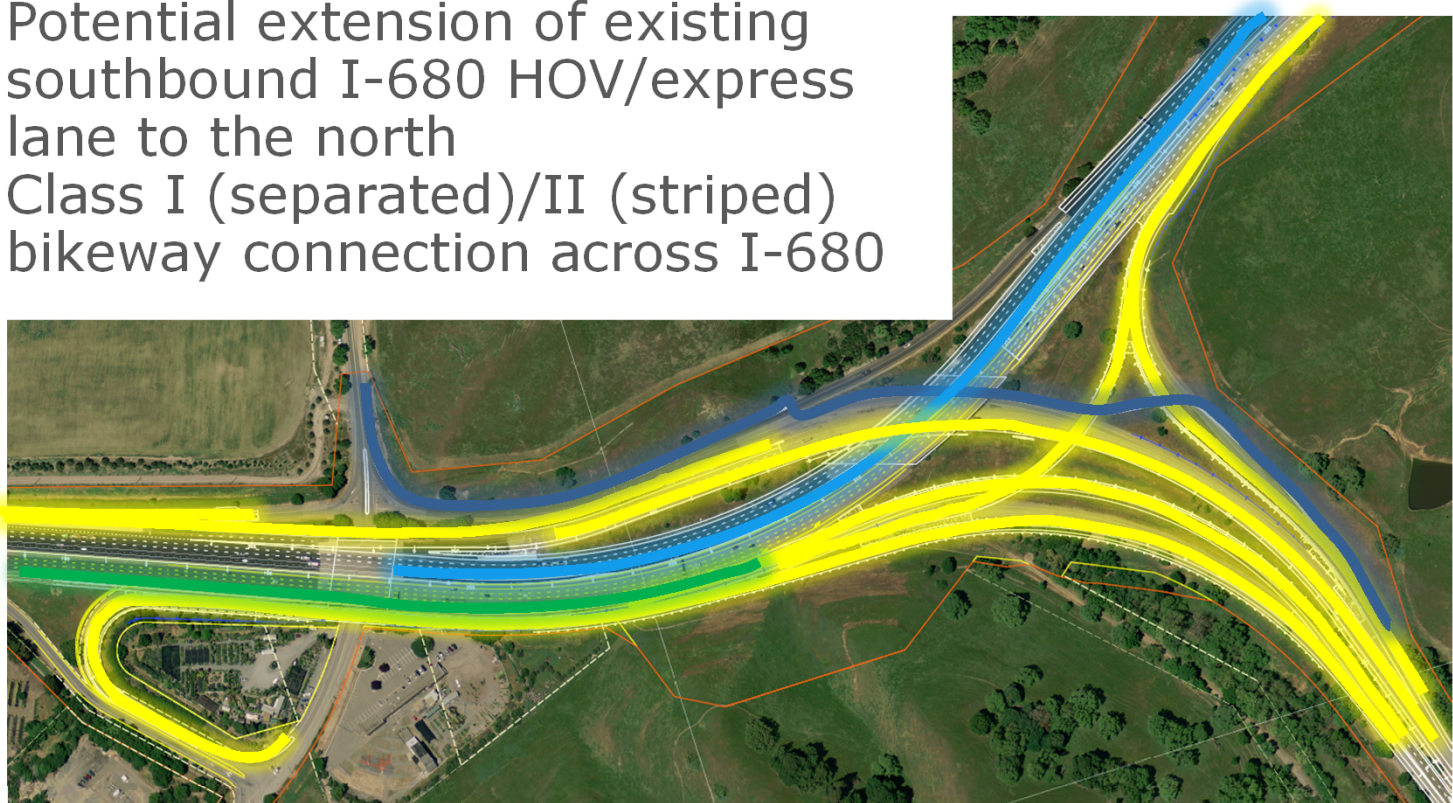 Potential extension of existing
southbound I-680 HOV/express
lane to the north
Class I (separated)/II (striped)
bikeway connection across I-680